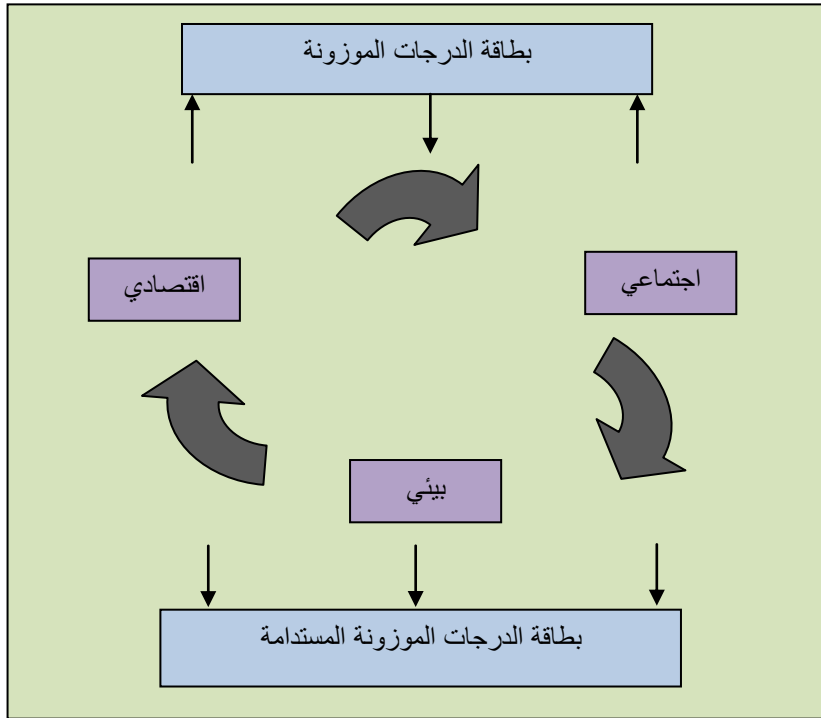 بطاقة الدرجات الموزونة
اجتماعي
اقتصادي
بيئي
بطاقة الدرجات الموزونة المستدامة